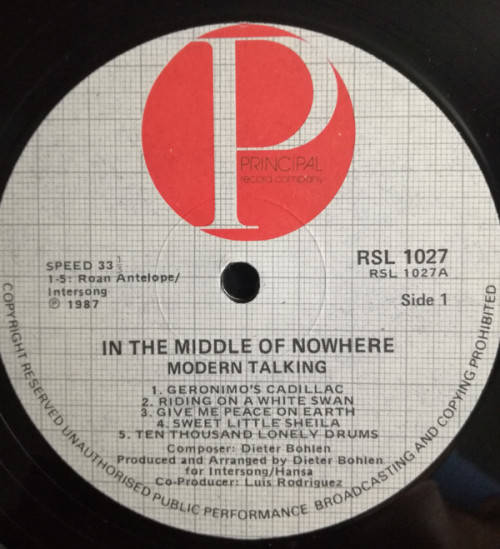 P
PRINCIPAL
record company
RSL 1027
RSL 1027A
Side 1
SPEED 33 1/3
1-5: Roan Antelope/
Intersong
℗ 1987
IN THE MIDDLE OF NOWHERE
MODERN TALKING
1. GERONIMO'S CADILLAC
2. RIDING ON A WHITE SWAN
3. GIVE ME PEACE ON EARTH
4. SWEET LITTLE SHEILA
5. TEN THOUSAND LONELY DRUMS
Composer: Dieter Bohlen
Produced and Arranged by Dieter Bohlen
for Intersong/Hansa
Co-Producer: Luis Rodriguez
COPYRIGHT RESERVED UNAUTHORISED PUBLIC PERFORMANCE BROADCASTING AND COPYING PROHIBITED